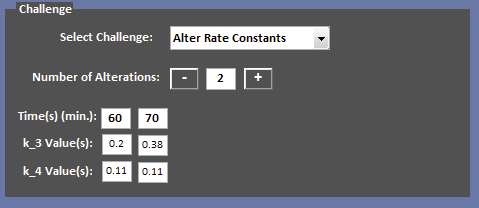 Challenge
Select Challenge: Alter Rate Constants
Number of Alterations: - 2 +
Time(s) (min.): 60 70
k_3 Value(s): 0.2 0.38
k_4 Value(s): 0.11 0.11